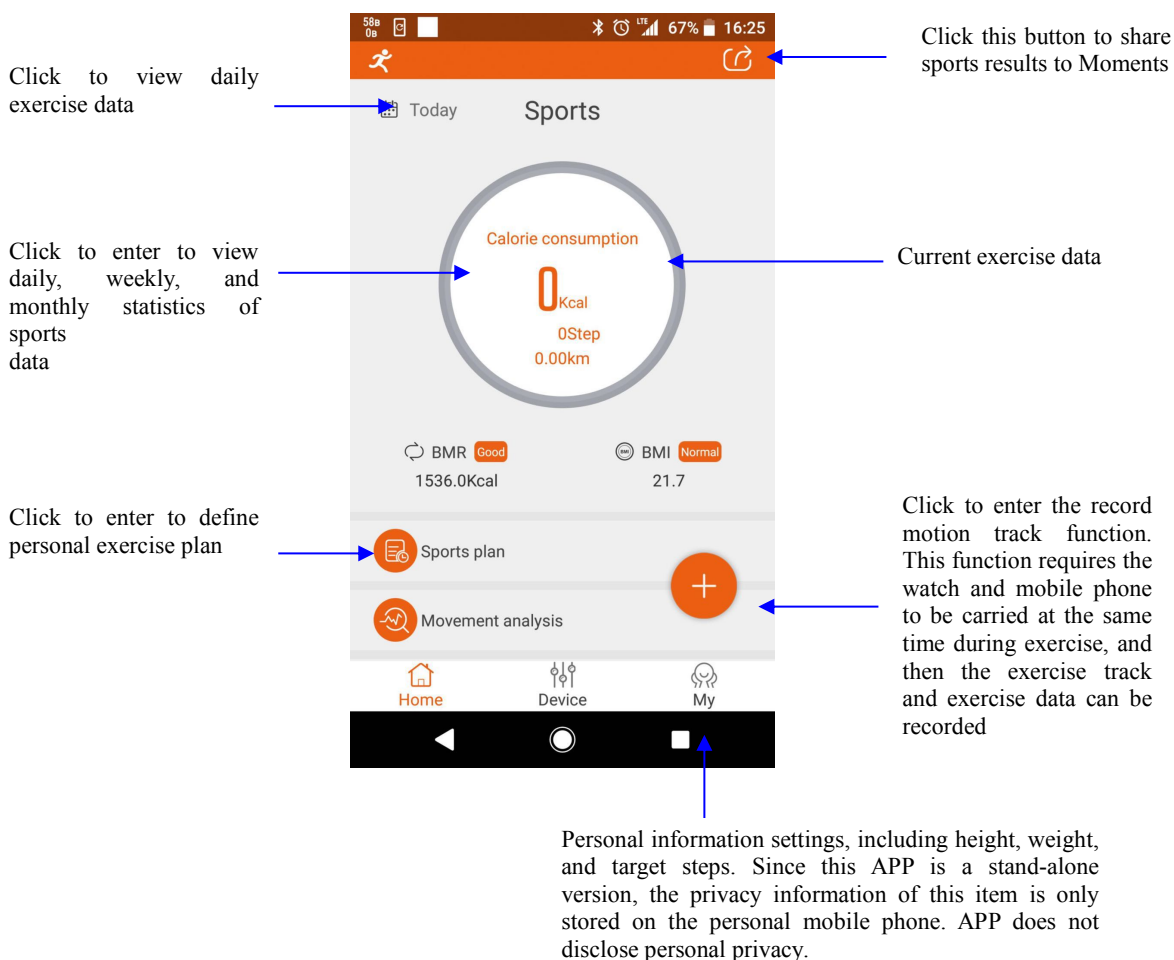 58B
0B
LTE
67%
16:25
Click this button to share
sports results to Moments
Click to view daily
exercise data
Today
Sports
Calorie consumption
0Kcal
0Step
0.00km
Click to enter to view
daily, weekly, and
monthly statistics of
sports
data
Current exercise data
BMR Good
1536.0Kcal
BMI BMI Normal
21.7
Click to enter to define
personal exercise plan
Sports plan
Movement analysis
Click to enter the record
motion track function.
This function requires the
watch and mobile phone
to be carried at the same
time during exercise, and
then the exercise track
and exercise data can be
recorded
Home
Device
My
Personal information settings, including height, weight,
and target steps. Since this APP is a stand-alone
version, the privacy information of this item is only
stored on the personal mobile phone. APP does not
disclose personal privacy.